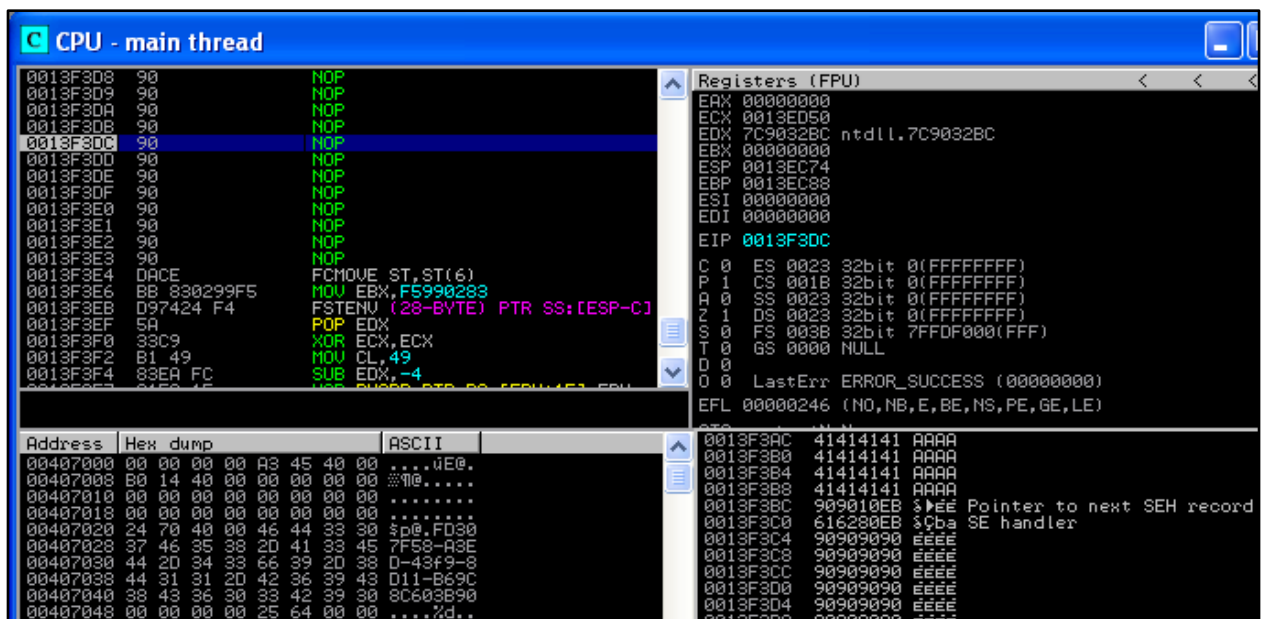 C CPU - main thread
0013F3D8 90 NOP
0013F3D9 90 NOP
0013F3DA 90 NOP
0013F3DB 90 NOP
0013F3DC 90 NOP
0013F3DD 90 NOP
0013F3DE 90 NOP
0013F3DF 90 NOP
0013F3E0 90 NOP
0013F3E1 90 NOP
0013F3E2 90 NOP
0013F3E3 90 NOP
0013F3E4 DACE FCMOVE ST,ST(6)
0013F3E6 BB 830299F5 MOV EBX,F5990283
0013F3EB D97424 F4 FSTENV (28-BYTE) PTR SS:[ESP-C]
0013F3EF 5A POP EDX
0013F3F0 33C9 XOR ECX,ECX
0013F3F2 B1 49 MOV CL,49
0013F3F4 83EA FC SUB EDX,-4
Registers (FPU) < < <
EAX 00000000
ECX 0013ED50
EDX 7C9032BC ntdll.7C9032BC
EBX 00000000
ESP 0013EC74
EBP 0013EC88
ESI 00000000
EDI 00000000
EIP 0013F3DC
C 0 ES 0023 32bit 0(FFFFFFFF)
P 1 CS 001B 32bit 0(FFFFFFFF)
A 0 SS 0023 32bit 0(FFFFFFFF)
Z 1 DS 0023 32bit 0(FFFFFFFF)
S 0 FS 003B 32bit 7FFDF000(FFF)
T 0 GS 0000 NULL
D 0
O 0 LastErr ERROR_SUCCESS (00000000)
EFL 00000246 (NO,NB,E,BE,NS,PE,GE,LE)
Address Hex dump ASCII
00407000 00 00 00 00 A3 45 40 00 ....úE@.
00407008 B0 14 40 00 00 00 00 00 ░¶@.....
00407010 00 00 00 00 00 00 00 00 ........
00407018 00 00 00 00 00 00 00 00 ........
00407020 24 70 40 00 46 44 33 30 $p@.FD30
00407028 37 46 35 38 2D 41 33 45 7F58-A3E
00407030 44 2D 34 33 66 39 2D 38 D-43f9-8
00407038 44 31 31 2D 42 36 39 43 D11-B69C
00407040 38 43 36 30 33 42 39 30 8C603B90
00407048 00 00 00 00 25 64 00 00 ....%d..
0013F3AC 41414141 AAAA
0013F3B0 41414141 AAAA
0013F3B4 41414141 AAAA
0013F3B8 41414141 AAAA
0013F3BC 909010EB δ►ÉÉ Pointer to next SEH record
0013F3C0 616280EB δÇba SE handler
0013F3C4 90909090 ÉÉÉÉ
0013F3C8 90909090 ÉÉÉÉ
0013F3CC 90909090 ÉÉÉÉ
0013F3D0 90909090 ÉÉÉÉ
0013F3D4 90909090 ÉÉÉÉ